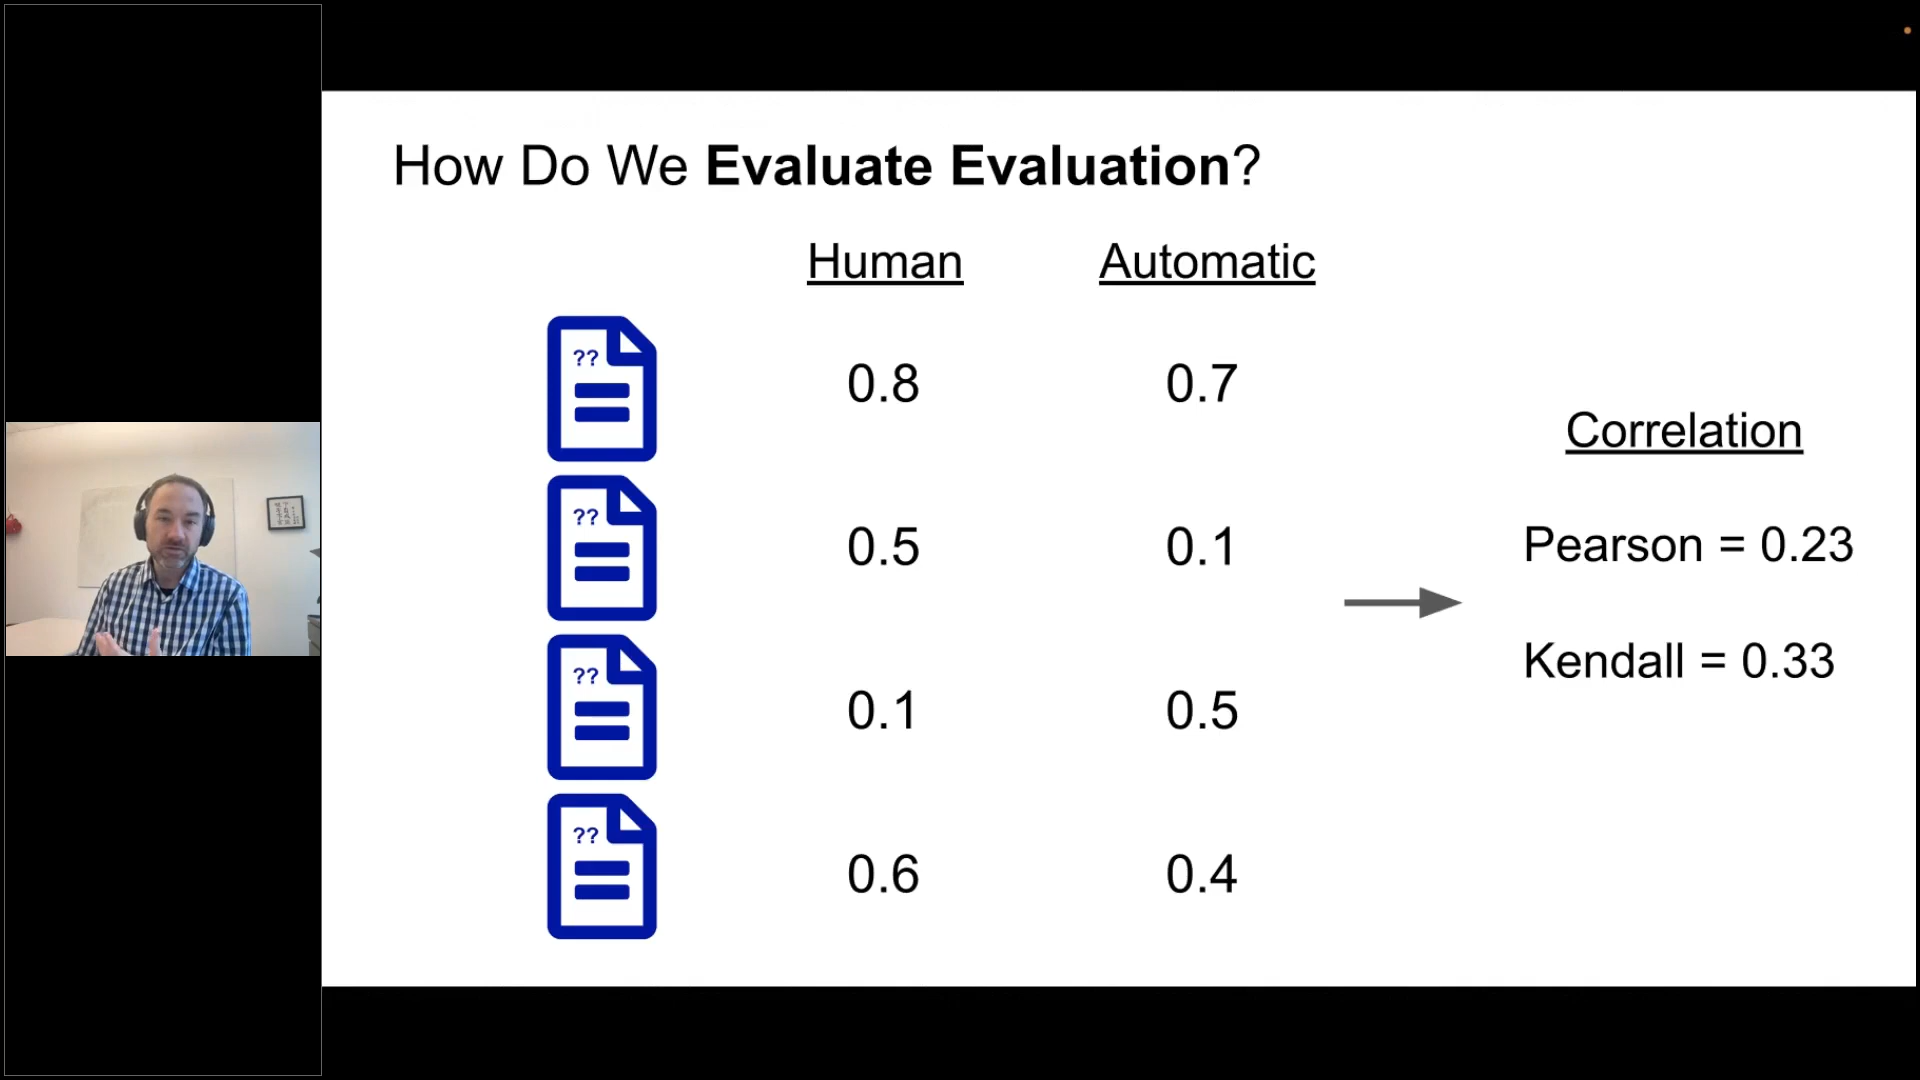 How Do We Evaluate Evaluation?
Human Automatic
?? 0.8 0.7
Correlation
?? 0.5 0.1
Pearson = 0.23
Kendall = 0.33
?? 0.1 0.5
?? 0.6 0.4